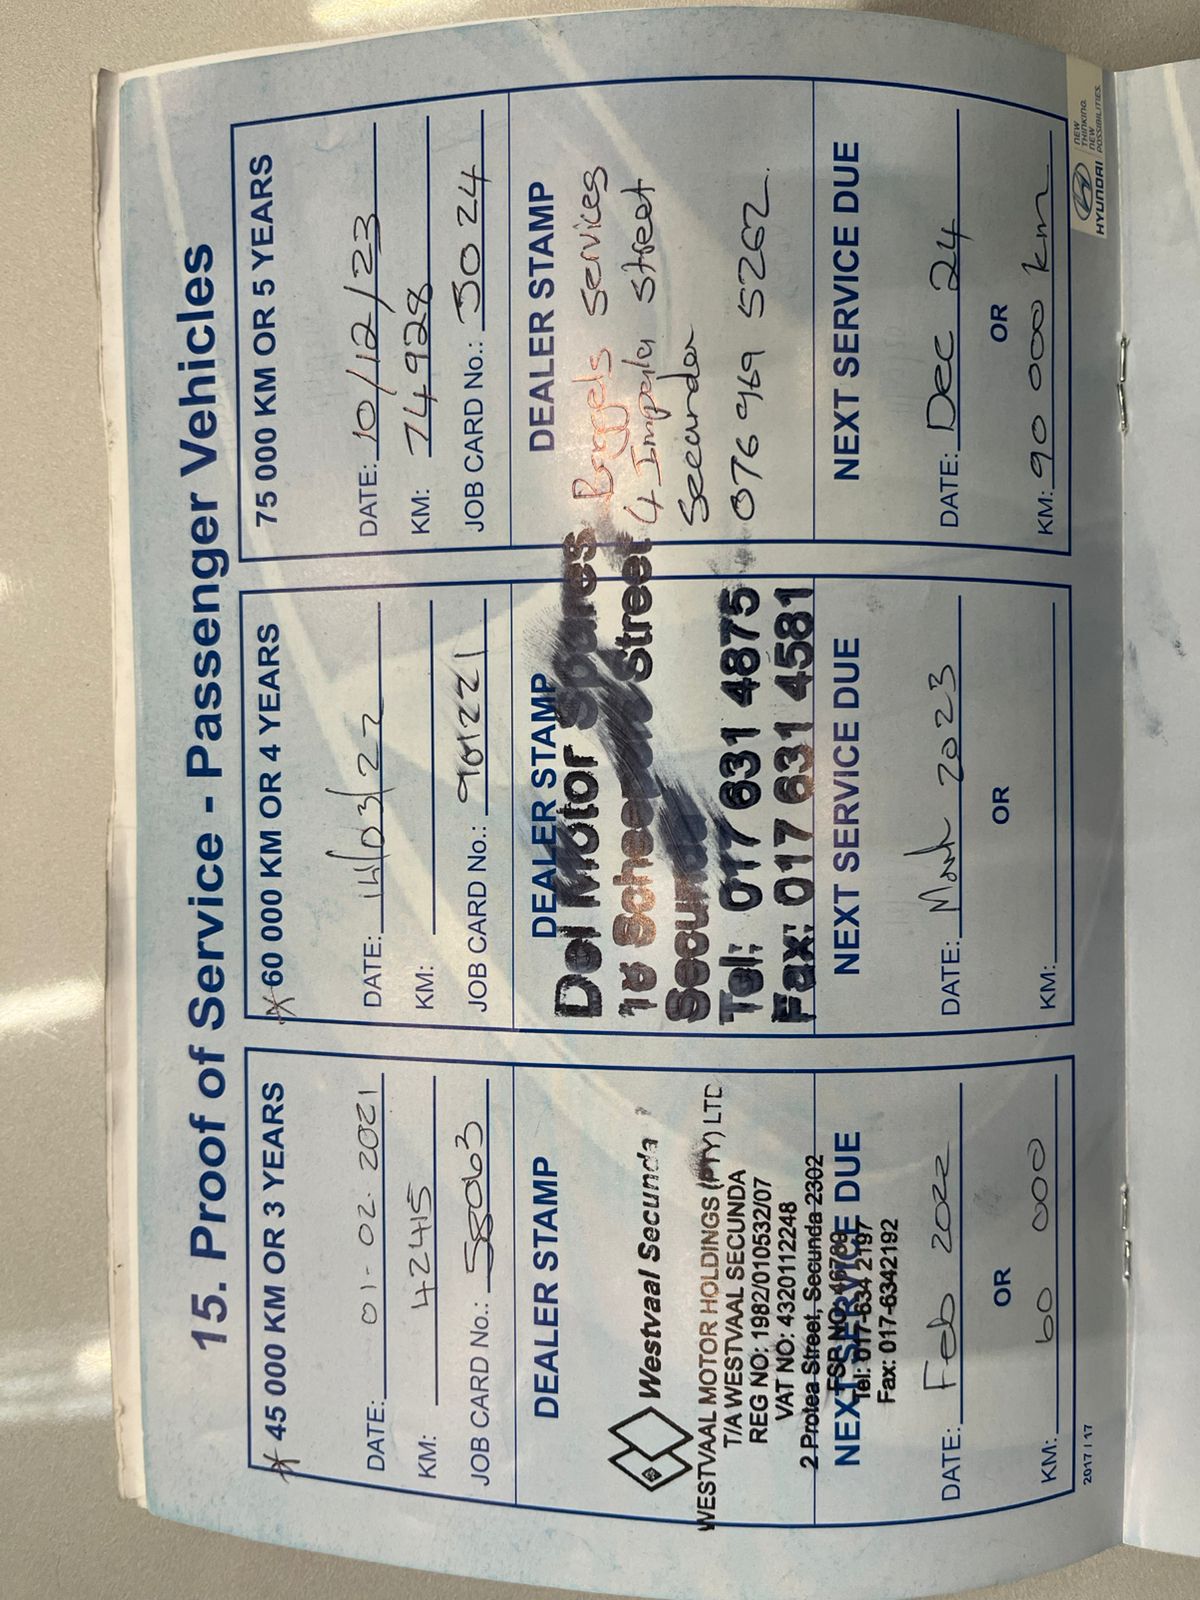 15. Proof of Service - Passenger Vehicles
* 45 000 KM OR 3 YEARS
DATE: 01-02-2021
KM: 42415
JOB CARD No.: 58063
DEALER STAMP
Westvaal Secunda
WESTVAAL MOTOR HOLDINGS (PTY) LTD
T/A WESTVAAL SECUNDA
REG NO: 1982/010532/07
VAT NO: 4320112248
2 Protea Street, Secunda 2302
FSP NO: 46789
Tel: 017-634 2197
Fax: 017-6342192
NEXT SERVICE DUE
DATE: Feb 2022
OR
KM: 60 000
* 60 000 KM OR 4 YEARS
DATE: 14/03/22
KM:
JOB CARD No.:
DEALER STAMP
Del Motor Spares
Street
Secunda
Tel: 017 631 4875
Fax: 017 631 4581
NEXT SERVICE DUE
DATE: March 2023
OR
KM:
75 000 KM OR 5 YEARS
DATE: 10/12/23
KM: 74928
JOB CARD No.: 3024
DEALER STAMP
Services
4 Impala Street
Secunda
076 969 5262
NEXT SERVICE DUE
DATE: Dec 24
OR
KM: 90 000 km
2017 / 17
HYUNDAI
NEW
THINKING.
NEW
POSSIBILITIES.